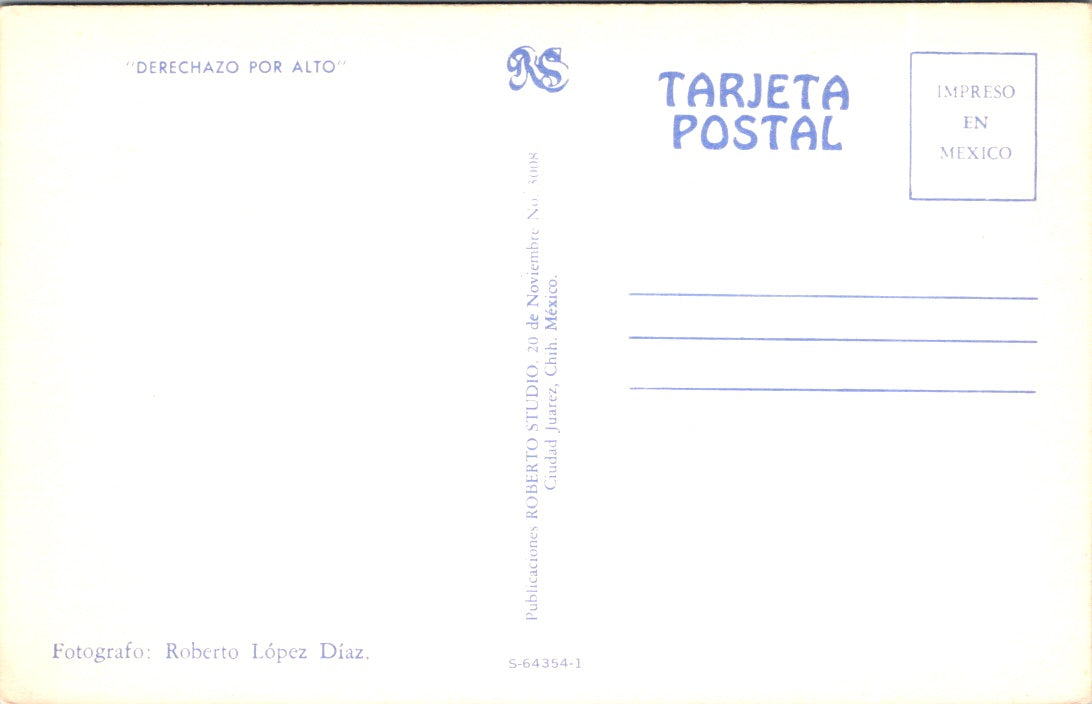 "DERECHAZO POR ALTO"
RS
TARJETA
POSTAL
IMPRESO
EN
MEXICO
Publicaciones ROBERTO STUDIO. 20 de Noviembre No. 3008
Ciudad Juarez, Chih. México.
Fotografo: Roberto López Díaz.
S-64354-1